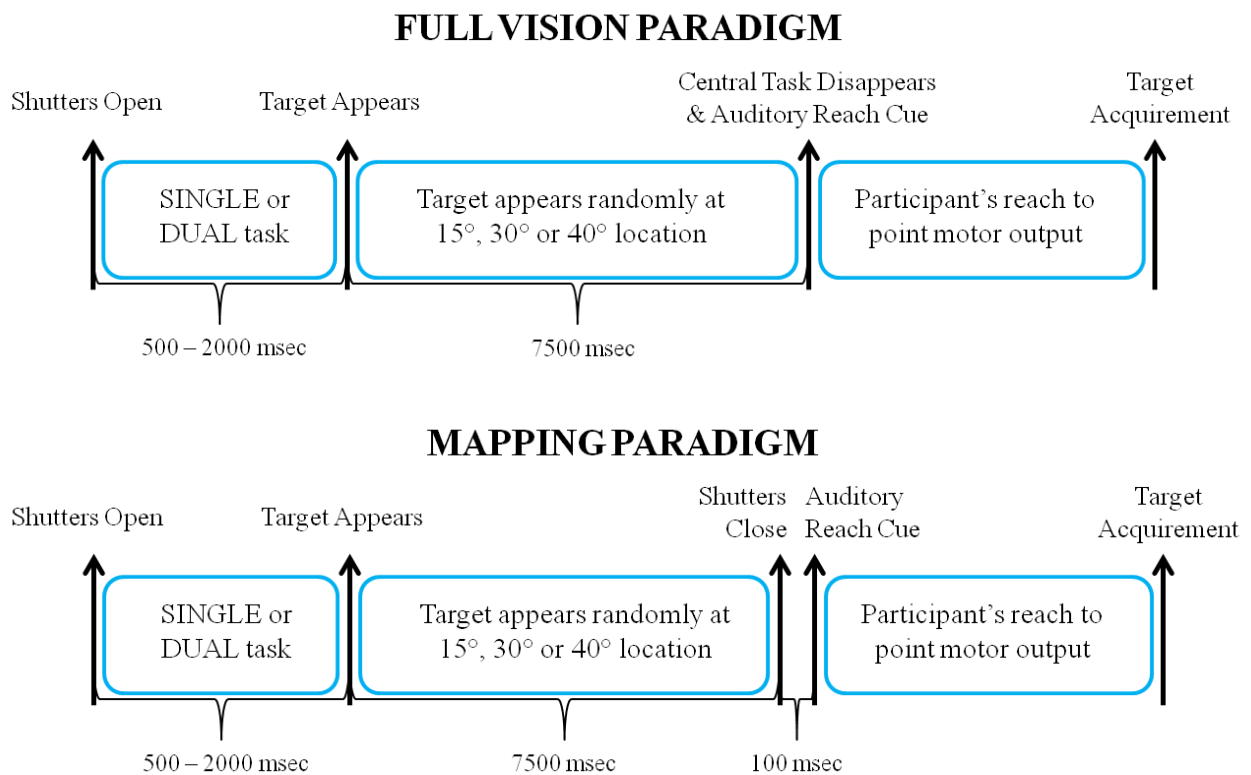 FULL VISION PARADIGM
Shutters Open
Target Appears
Central Task Disappears
& Auditory Reach Cue
Target
Acquirement
SINGLE or
DUAL task
Target appears randomly at
15°, 30° or 40° location
Participant's reach to
point motor output
500 – 2000 msec
7500 msec
MAPPING PARADIGM
Shutters Open
Target Appears
Shutters
Close
Auditory
Reach Cue
Target
Acquirement
SINGLE or
DUAL task
Target appears randomly at
15°, 30° or 40° location
Participant's reach to
point motor output
500 – 2000 msec
7500 msec
100 msec